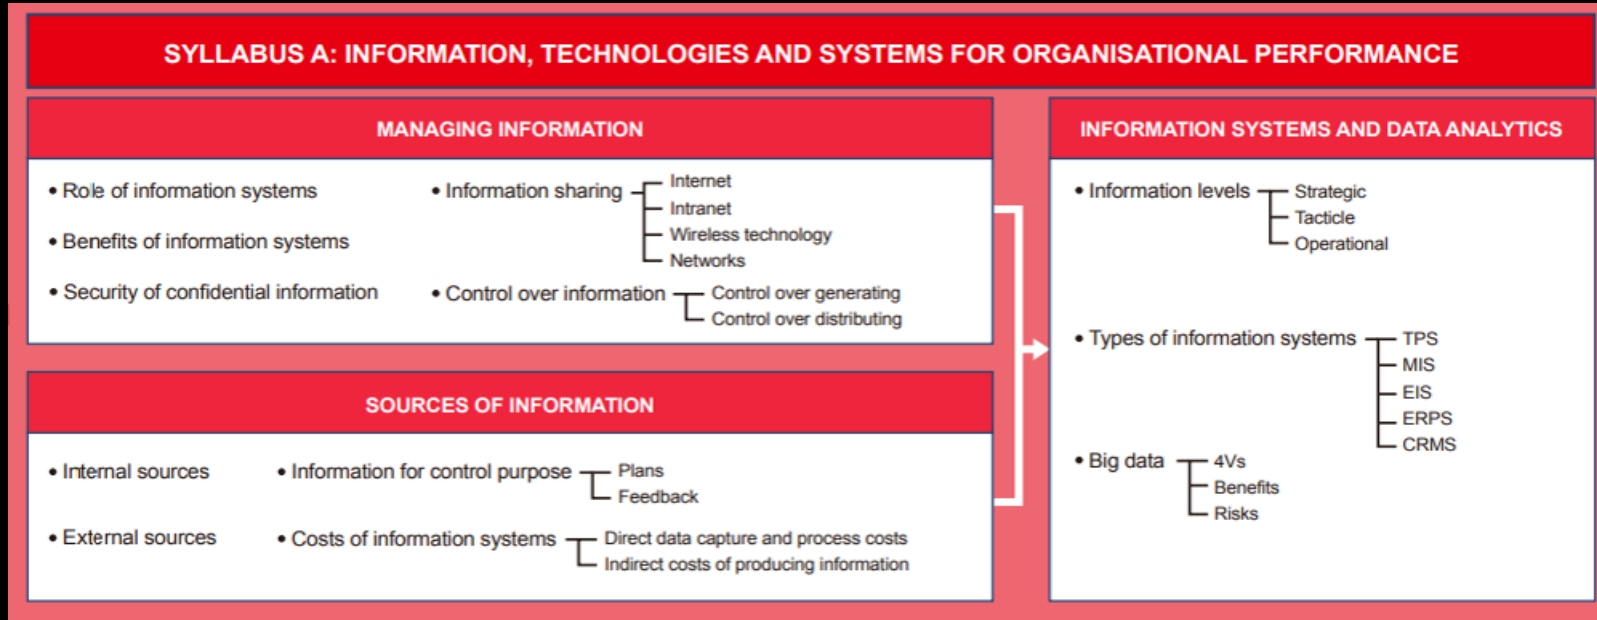 SYLLABUS A: INFORMATION, TECHNOLOGIES AND SYSTEMS FOR ORGANISATIONAL PERFORMANCE
MANAGING INFORMATION
• Role of information systems
• Benefits of information systems
• Security of confidential information
• Information sharing
Internet
Intranet
Wireless technology
Networks
• Control over information
Control over generating
Control over distributing
SOURCES OF INFORMATION
• Internal sources
• External sources
• Information for control purpose
Plans
Feedback
• Costs of information systems
Direct data capture and process costs
Indirect costs of producing information
INFORMATION SYSTEMS AND DATA ANALYTICS
• Information levels
Strategic
Tacticle
Operational
• Types of information systems
TPS
MIS
EIS
ERPS
CRMS
• Big data
4Vs
Benefits
Risks